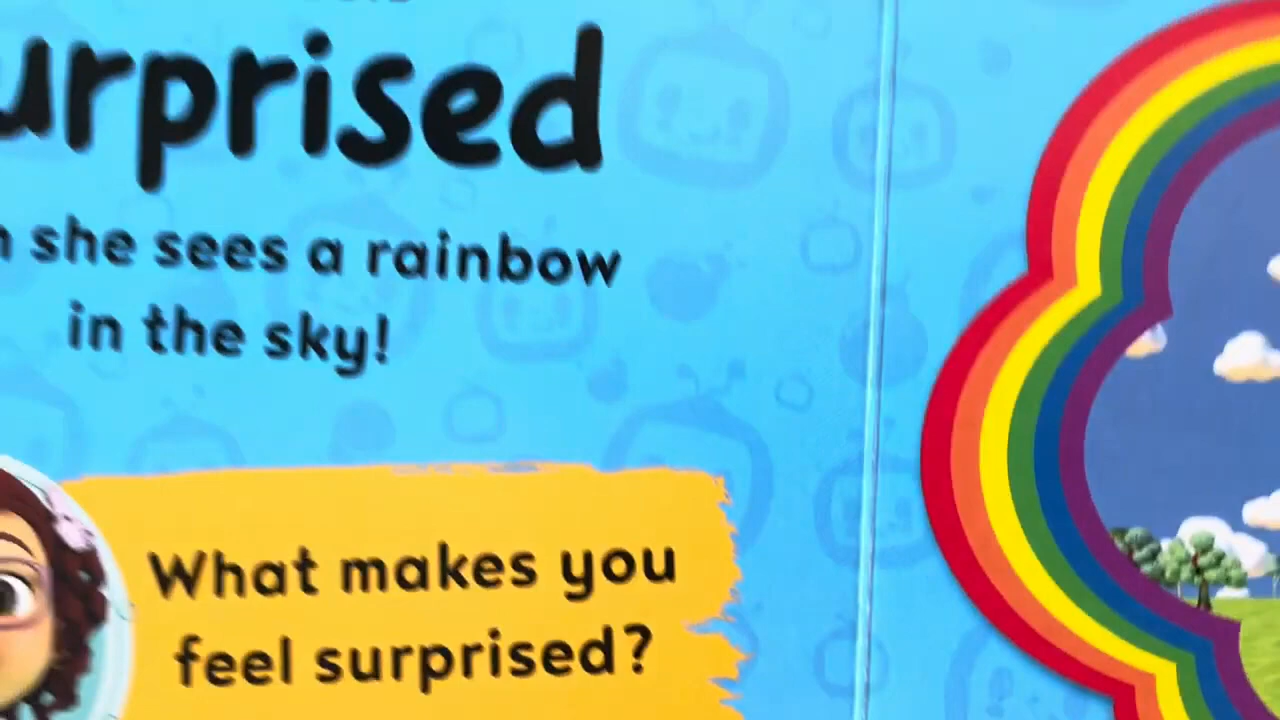 urprised
she sees a rainbow
in the sky!
What makes you
feel surprised?